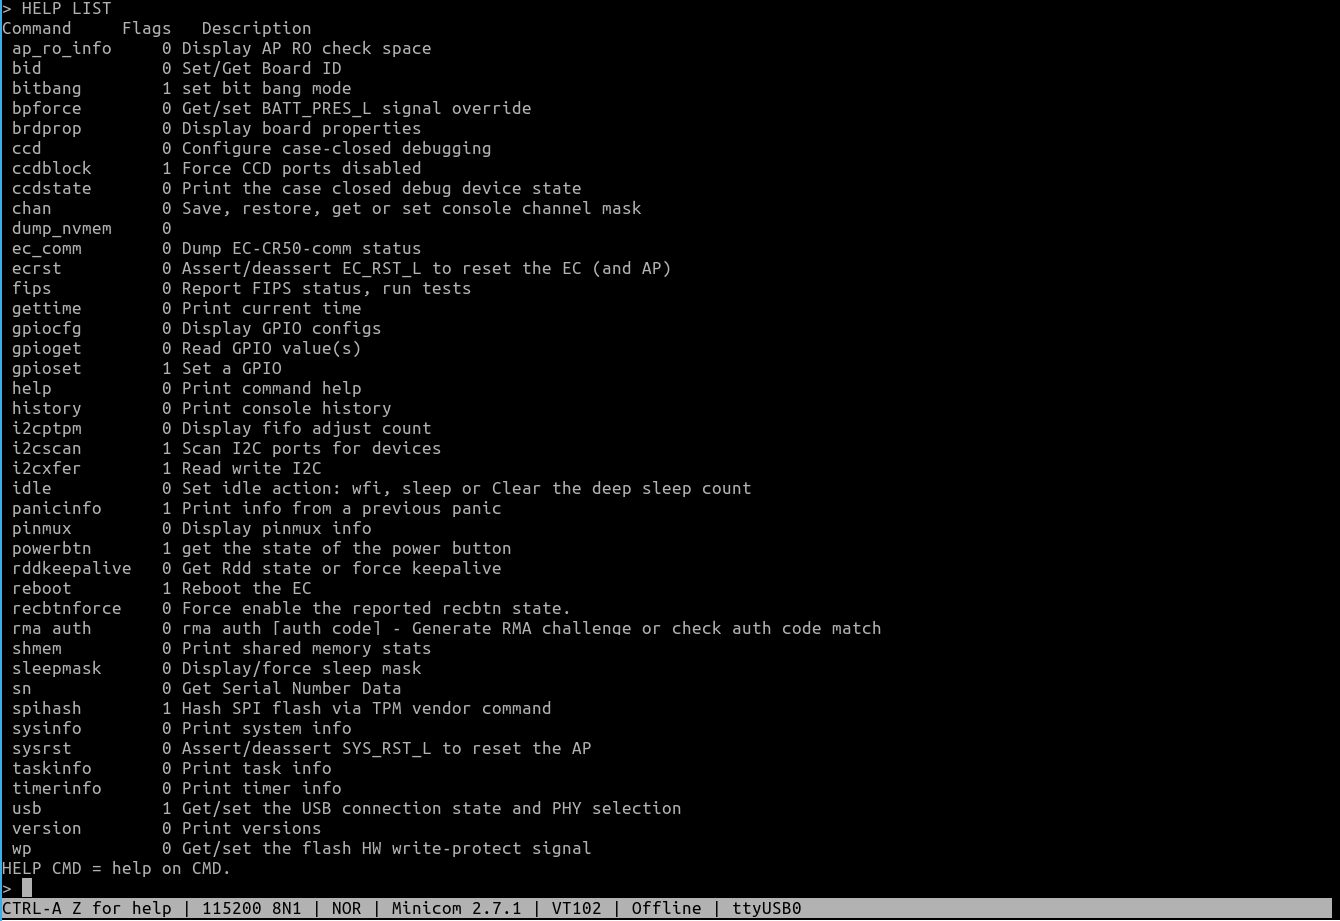 > HELP LIST
Command     Flags   Description
 ap_ro_info     0 Display AP RO check space
 bid            0 Set/Get Board ID
 bitbang        1 set bit bang mode
 bpforce        0 Get/set BATT_PRES_L signal override
 brdprop        0 Display board properties
 ccd            0 Configure case-closed debugging
 ccdblock       1 Force CCD ports disabled
 ccdstate       0 Print the case closed debug device state
 chan           0 Save, restore, get or set console channel mask
 dump_nvmem     0
 ec_comm        0 Dump EC-CR50-comm status
 ecrst          0 Assert/deassert EC_RST_L to reset the EC (and AP)
 fips           0 Report FIPS status, run tests
 gettime        0 Print current time
 gpiocfg        0 Display GPIO configs
 gpioget        0 Read GPIO value(s)
 gpioset        1 Set a GPIO
 help           0 Print command help
 history        0 Print console history
 i2cptpm        0 Display fifo adjust count
 i2cscan        1 Scan I2C ports for devices
 i2cxfer        1 Read write I2C
 idle           0 Set idle action: wfi, sleep or Clear the deep sleep count
 panicinfo      1 Print info from a previous panic
 pinmux         0 Display pinmux info
 powerbtn       1 get the state of the power button
 rddkeepalive   0 Get Rdd state or force keepalive
 reboot         1 Reboot the EC
 recbtnforce    0 Force enable the reported recbtn state.
 rma_auth       0 rma_auth [auth_code] - Generate RMA challenge or check auth code match
 shmem          0 Print shared memory stats
 sleepmask      0 Display/force sleep mask
 sn             0 Get Serial Number Data
 spihash        1 Hash SPI flash via TPM vendor command
 sysinfo        0 Print system info
 sysrst         0 Assert/deassert SYS_RST_L to reset the AP
 taskinfo       0 Print task info
 timerinfo      0 Print timer info
 usb            1 Get/set the USB connection state and PHY selection
 version        0 Print versions
 wp             0 Get/set the flash HW write-protect signal
HELP CMD = help on CMD.
>
CTRL-A Z for help | 115200 8N1 | NOR | Minicom 2.7.1 | VT102 | Offline | ttyUSB0